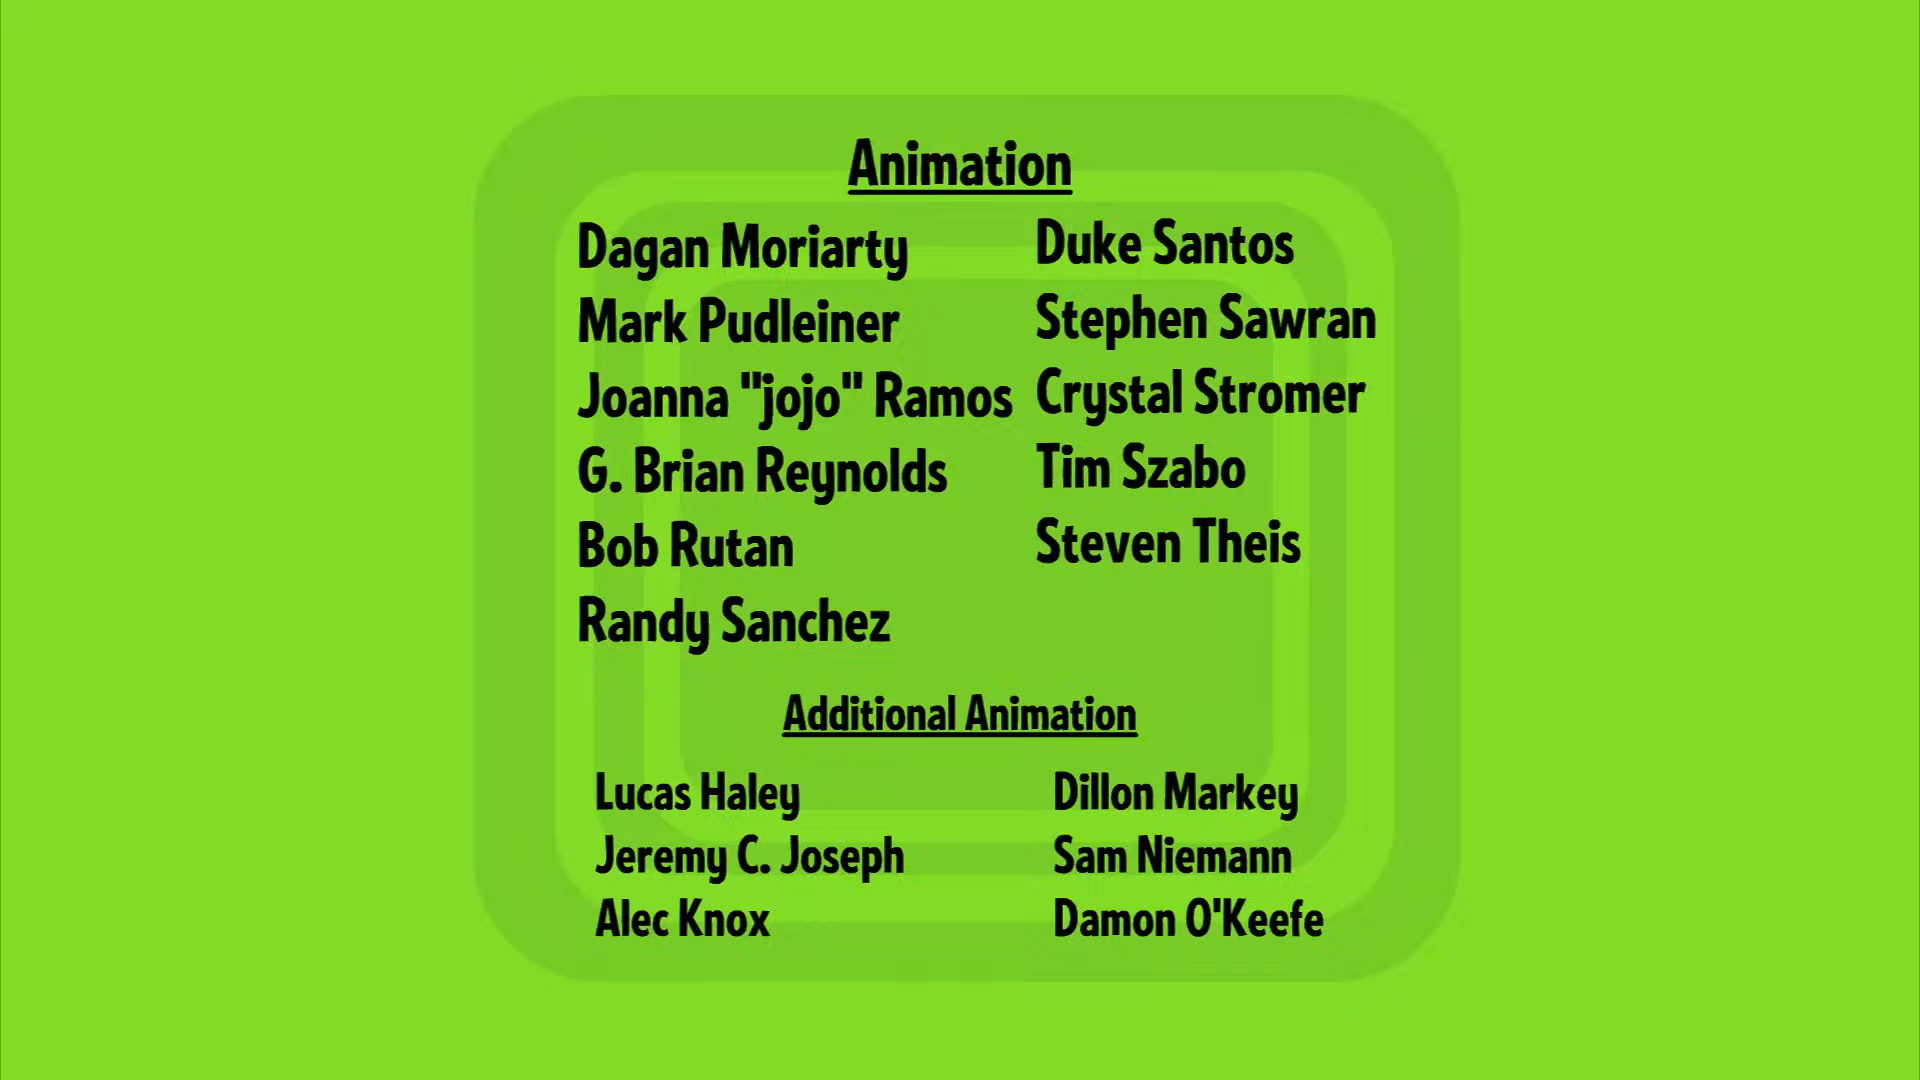 Animation
Dagan Moriarty
Mark Pudleiner
Joanna "jojo" Ramos
G. Brian Reynolds
Bob Rutan
Randy Sanchez
Duke Santos
Stephen Sawran
Crystal Stromer
Tim Szabo
Steven Theis
Additional Animation
Lucas Haley
Jeremy C. Joseph
Alec Knox
Dillon Markey
Sam Niemann
Damon O'Keefe